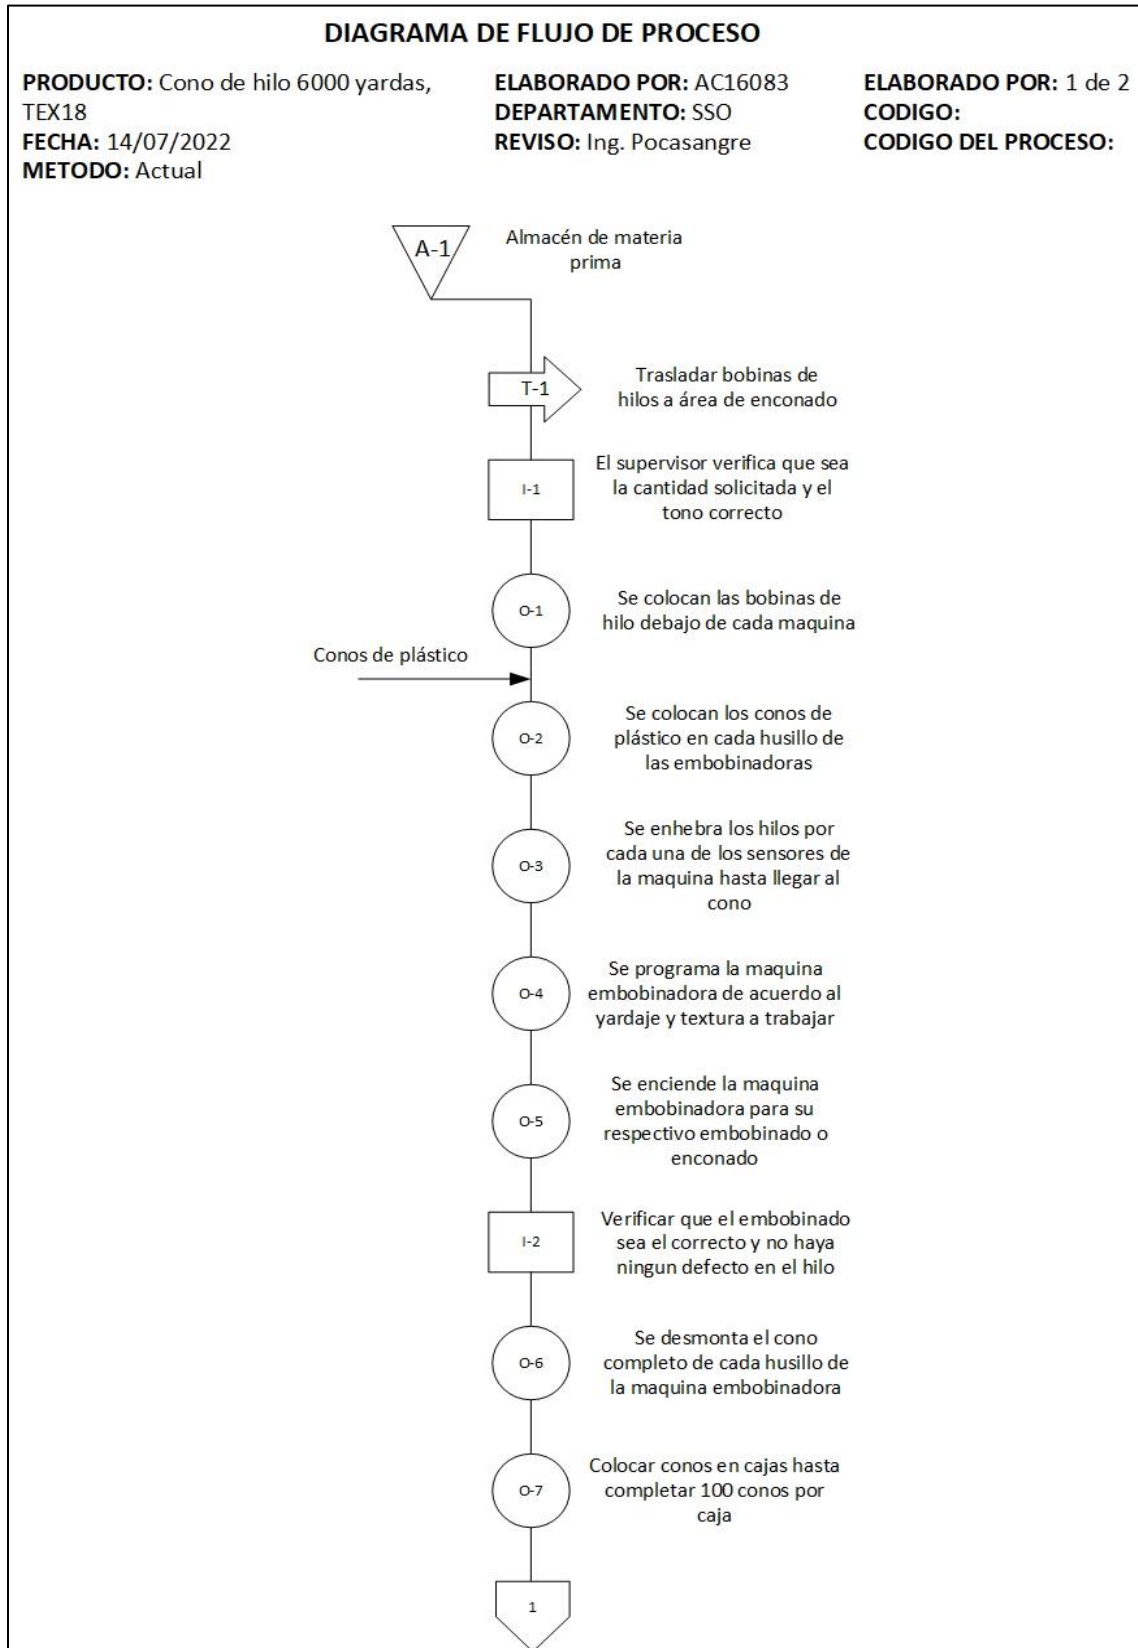 DIAGRAMA DE FLUJO DE PROCESO
PRODUCTO: Cono de hilo 6000 yardas,
TEX18
FECHA: 14/07/2022
METODO: Actual
ELABORADO POR: AC16083
DEPARTAMENTO: SSO
REVISO: Ing. Pocasangre
ELABORADO POR: 1 de 2
CODIGO:
CODIGO DEL PROCESO:
A-1
Almacén de materia
prima
T-1
Trasladar bobinas de
hilos a área de enconado
I-1
El supervisor verifica que sea
la cantidad solicitada y el
tono correcto
O-1
Se colocan las bobinas de
hilo debajo de cada maquina
Conos de plástico
O-2
Se colocan los conos de
plástico en cada husillo de
las embobinadoras
O-3
Se enhebra los hilos por
cada una de los sensores de
la maquina hasta llegar al
cono
O-4
Se programa la maquina
embobinadora de acuerdo al
yardaje y textura a trabajar
O-5
Se enciende la maquina
embobinadora para su
respectivo embobinado o
enconado
I-2
Verificar que el embobinado
sea el correcto y no haya
ningun defecto en el hilo
O-6
Se desmonta el cono
completo de cada husillo de
la maquina embobinadora
O-7
Colocar conos en cajas hasta
completar 100 conos por
caja
1